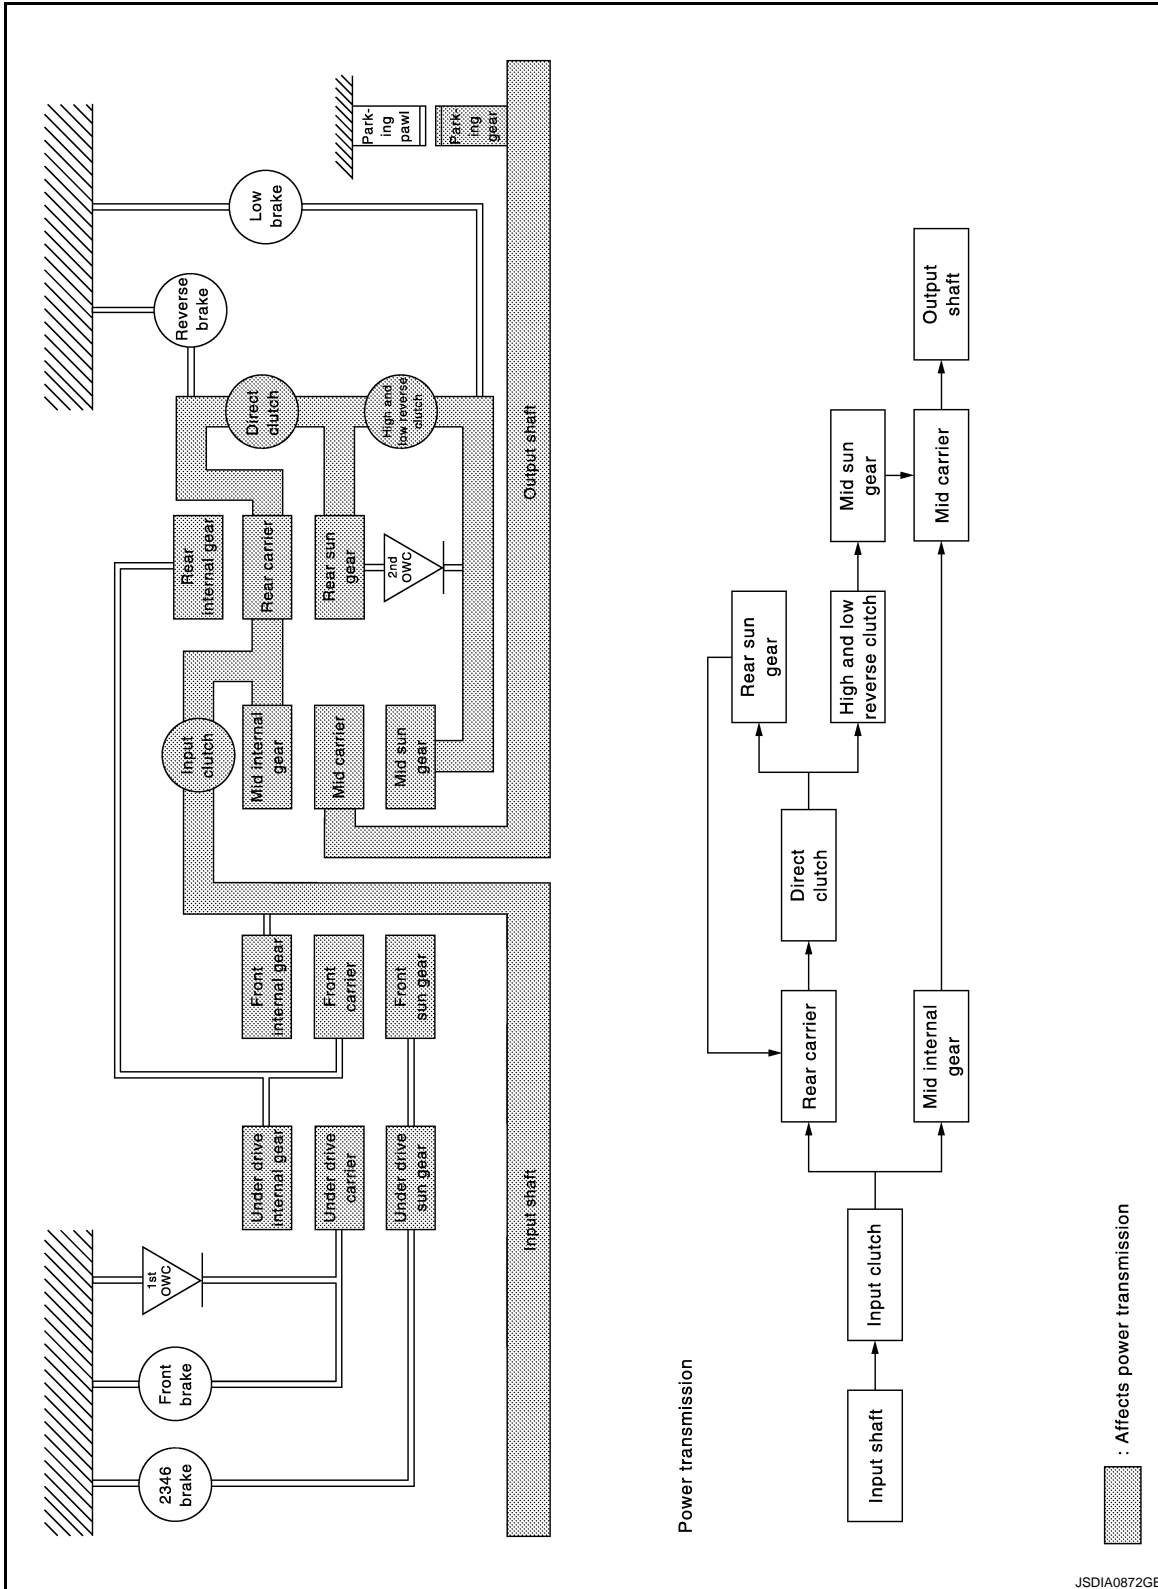 2346
brake
Front
brake
1st
OWC
Under drive
internal gear
Under drive
carrier
Under drive
sun gear
Input shaft
Front
internal gear
Front
carrier
Front
sun gear
Input
clutch
Mid internal
gear
Mid carrier
Mid sun
gear
Rear
internal gear
Rear carrier
Rear sun
gear
2nd
OWC
Direct
clutch
High and
low reverse
clutch
Reverse
brake
Low
brake
Output shaft
Park-
ing
pawl
Park-
ing
gear
Power transmission
Input shaft
Input clutch
Rear carrier
Mid internal
gear
Direct
clutch
Rear sun
gear
High and low
reverse clutch
Mid sun
gear
Mid carrier
Output
shaft
: Affects power transmission
JSDIA0872GB